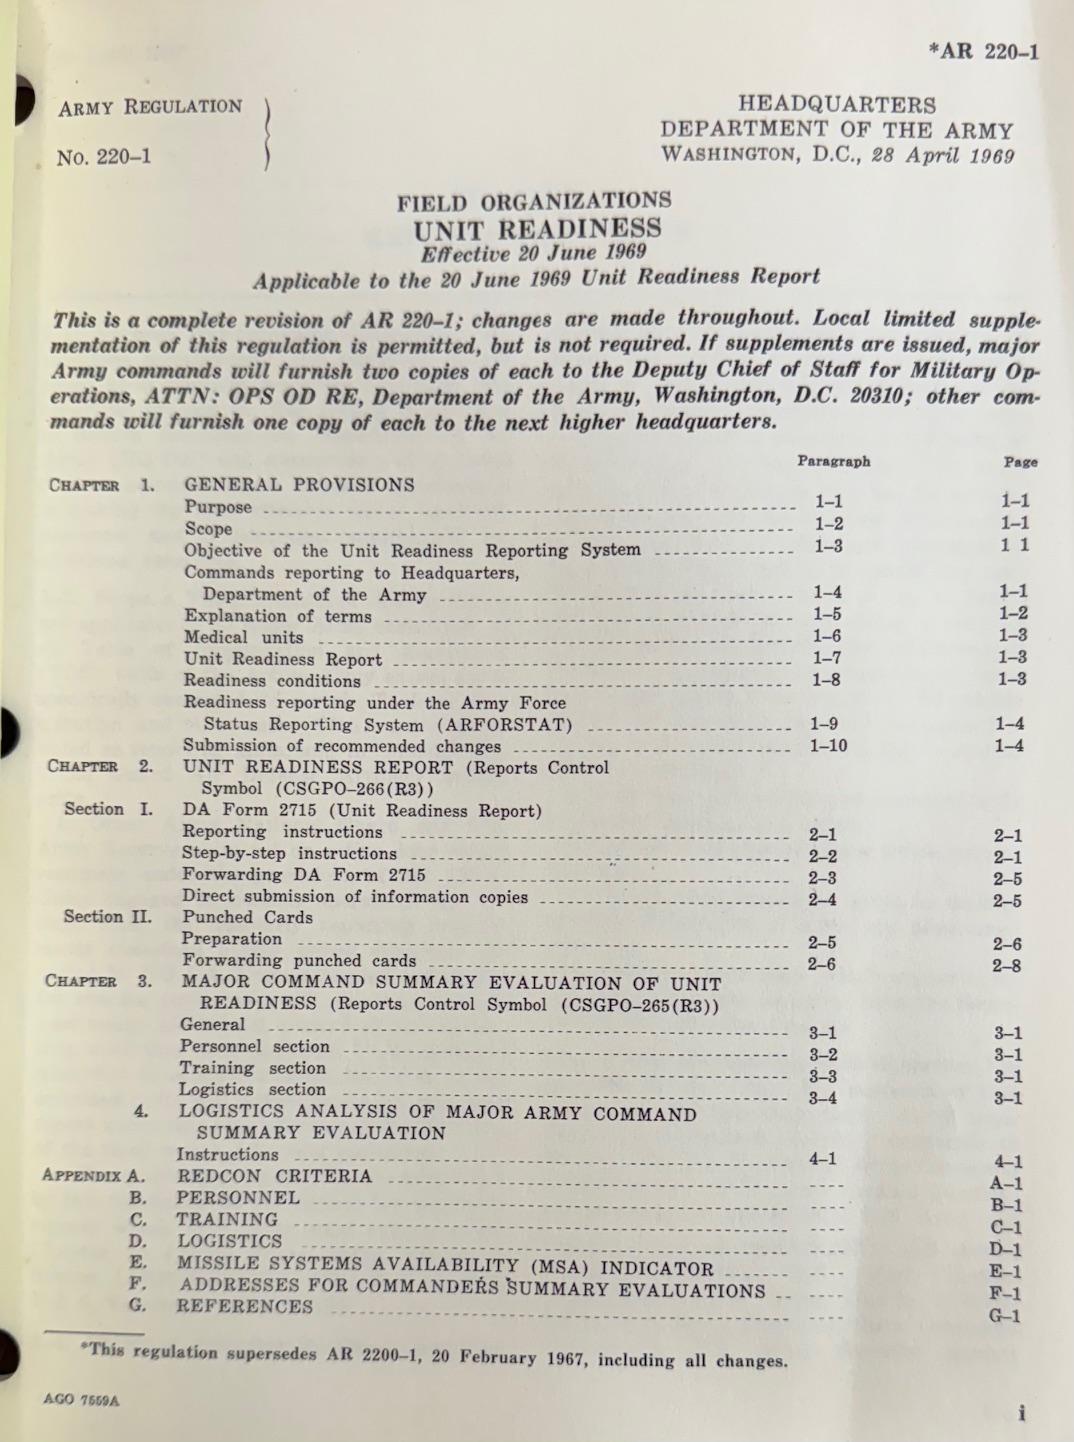 *AR 220–1
ARMY REGULATION
No. 220–1
HEADQUARTERS
DEPARTMENT OF THE ARMY
WASHINGTON, D.C., 28 April 1969
FIELD ORGANIZATIONS
UNIT READINESS
Effective 20 June 1969
Applicable to the 20 June 1969 Unit Readiness Report
This is a complete revision of AR 220–1; changes are made throughout. Local limited supple-
mentation of this regulation is permitted, but is not required. If supplements are issued, major
Army commands will furnish two copies of each to the Deputy Chief of Staff for Military Op-
erations, ATTN: OPS OD RE, Department of the Army, Washington, D.C. 20310; other com-
mands will furnish one copy of each to the next higher headquarters.
Paragraph Page
CHAPTER 1. GENERAL PROVISIONS
Purpose 1–1 1–1
Scope 1–2 1–1
Objective of the Unit Readiness Reporting System 1–3 1 1
Commands reporting to Headquarters,
Department of the Army 1–4 1–1
Explanation of terms 1–5 1–2
Medical units 1–6 1–3
Unit Readiness Report 1–7 1–3
Readiness conditions 1–8 1–3
Readiness reporting under the Army Force
Status Reporting System (ARFORSTAT) 1–9 1–4
Submission of recommended changes 1–10 1–4
CHAPTER 2. UNIT READINESS REPORT (Reports Control
Symbol (CSGPO–266(R3))
Section I. DA Form 2715 (Unit Readiness Report)
Reporting instructions 2–1 2–1
Step-by-step instructions 2–2 2–1
Forwarding DA Form 2715 2–3 2–5
Direct submission of information copies 2–4 2–5
Section II. Punched Cards
Preparation 2–5 2–6
Forwarding punched cards 2–6 2–8
CHAPTER 3. MAJOR COMMAND SUMMARY EVALUATION OF UNIT
READINESS (Reports Control Symbol (CSGPO–265(R3))
General 3–1 3–1
Personnel section 3–2 3–1
Training section 3–3 3–1
Logistics section 3–4 3–1
4. LOGISTICS ANALYSIS OF MAJOR ARMY COMMAND
SUMMARY EVALUATION
Instructions 4–1 4–1
APPENDIX A. REDCON CRITERIA ---- A–1
B. PERSONNEL ---- B–1
C. TRAINING ---- C–1
D. LOGISTICS ---- D–1
E. MISSILE SYSTEMS AVAILABILITY (MSA) INDICATOR ---- E–1
F. ADDRESSES FOR COMMANDERS SUMMARY EVALUATIONS ---- F–1
G. REFERENCES ---- G–1
*This regulation supersedes AR 2200–1, 20 February 1967, including all changes.
AGO 7559A
i